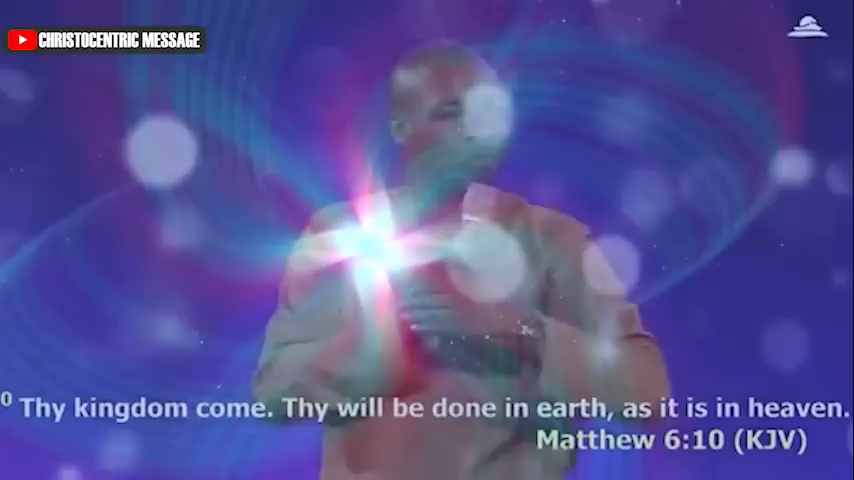 CHRISTOCENTRIC MESSAGE
⁰ Thy kingdom come. Thy will be done in earth, as it is in heaven.
Matthew 6:10 (KJV)